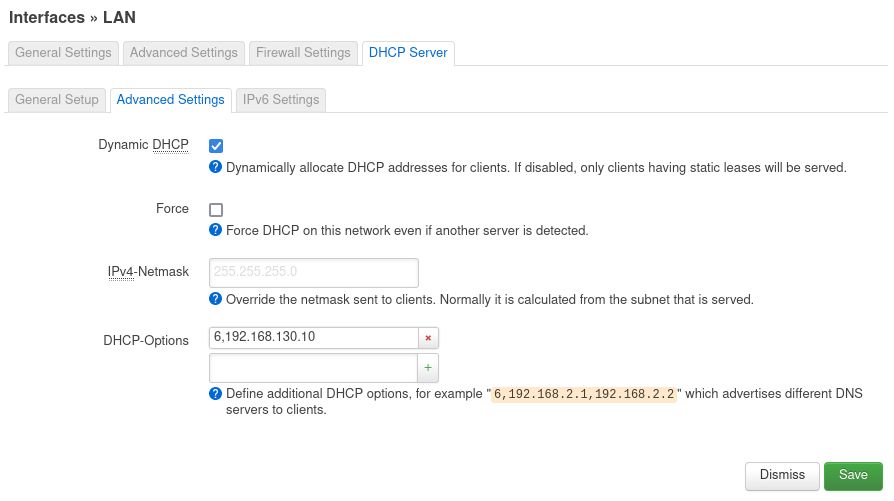 Interfaces » LAN
General Settings Advanced Settings Firewall Settings DHCP Server
General Setup Advanced Settings IPv6 Settings
Dynamic DHCP
Dynamically allocate DHCP addresses for clients. If disabled, only clients having static leases will be served.
Force
Force DHCP on this network even if another server is detected.
IPv4-Netmask 255.255.255.0
Override the netmask sent to clients. Normally it is calculated from the subnet that is served.
DHCP-Options 6,192.168.130.10 ×
+
Define additional DHCP options, for example "6,192.168.2.1,192.168.2.2" which advertises different DNS
servers to clients.
Dismiss Save